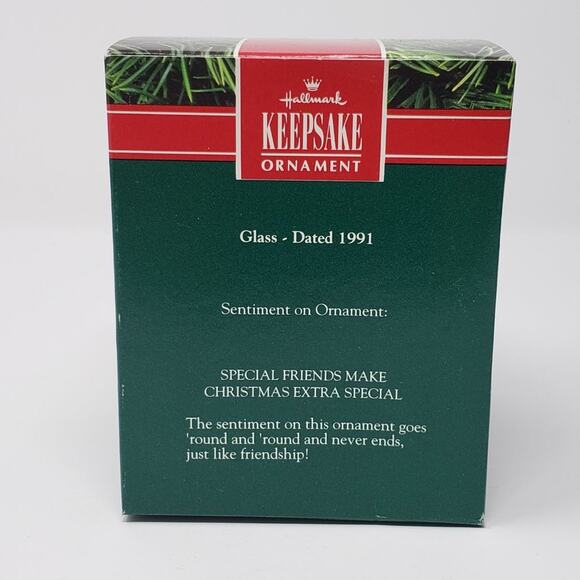 Hallmark
KEEPSAKE
ORNAMENT
Glass - Dated 1991
Sentiment on Ornament:
SPECIAL FRIENDS MAKE
CHRISTMAS EXTRA SPECIAL
The sentiment on this ornament goes
'round and 'round and never ends,
just like friendship!